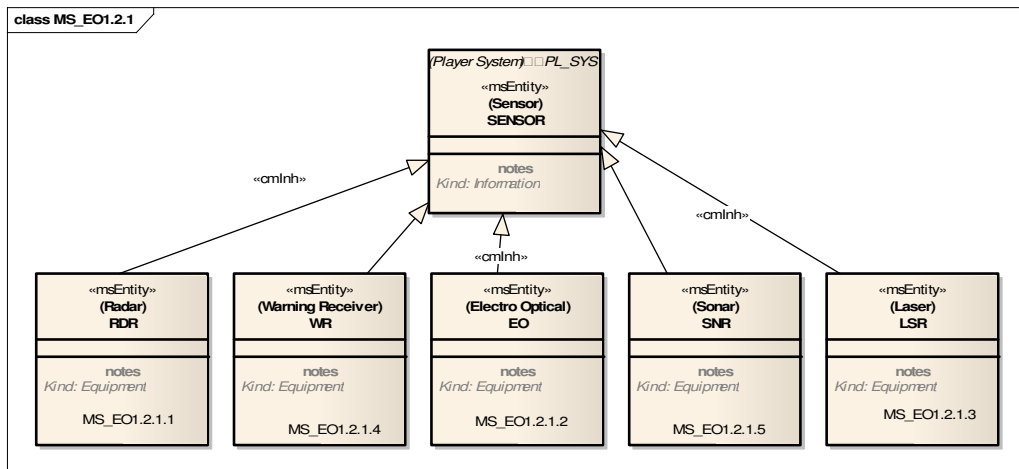 class MS_EO1.2.1
(Player System)□□PL_SYS
«msEntity»
(Sensor)
SENSOR
notes
Kind: Information
«cmInh»
«cmInh»
«cmInh»
«msEntity»
(Radar)
RDR
notes
Kind: Equipment
MS_EO1.2.1.1
«msEntity»
(Warning Receiver)
WR
notes
Kind: Equipment
MS_EO1.2.1.4
«msEntity»
(Electro Optical)
EO
notes
Kind: Equipment
MS_EO1.2.1.2
«msEntity»
(Sonar)
SNR
notes
Kind: Equipment
MS_EO1.2.1.5
«msEntity»
(Laser)
LSR
notes
Kind: Equipment
MS_EO1.2.1.3